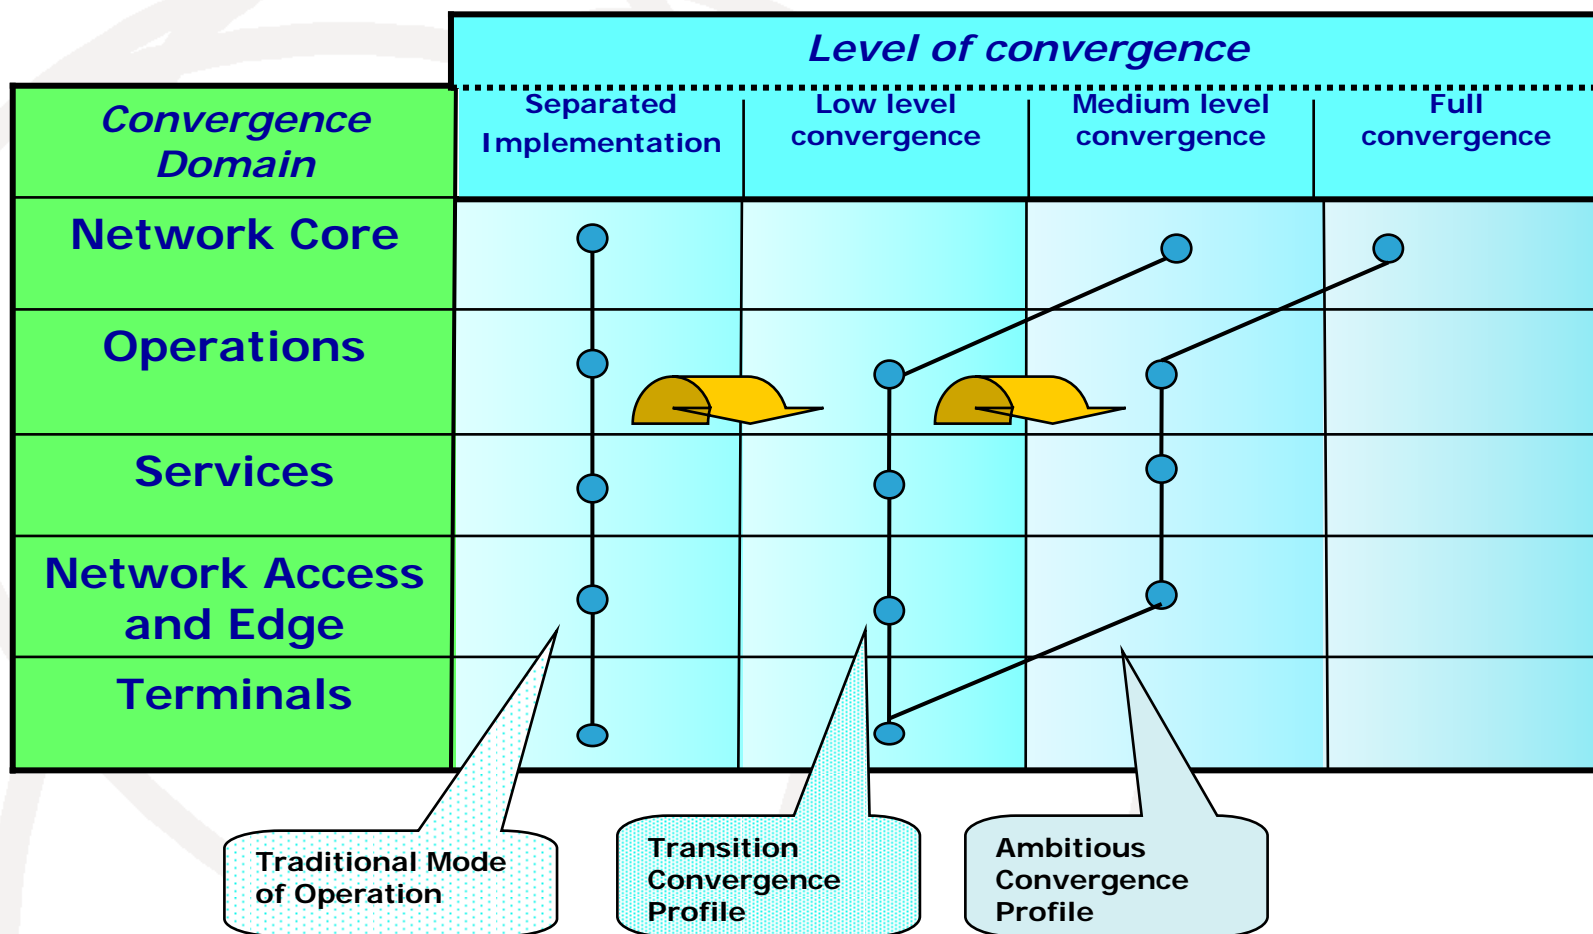 Level of convergence
Convergence
Domain
Separated
Implementation
Low level
convergence
Medium level
convergence
Full
convergence
Network Core
Operations
Services
Network Access
and Edge
Terminals
Traditional Mode
of Operation
Transition
Convergence
Profile
Ambitious
Convergence
Profile